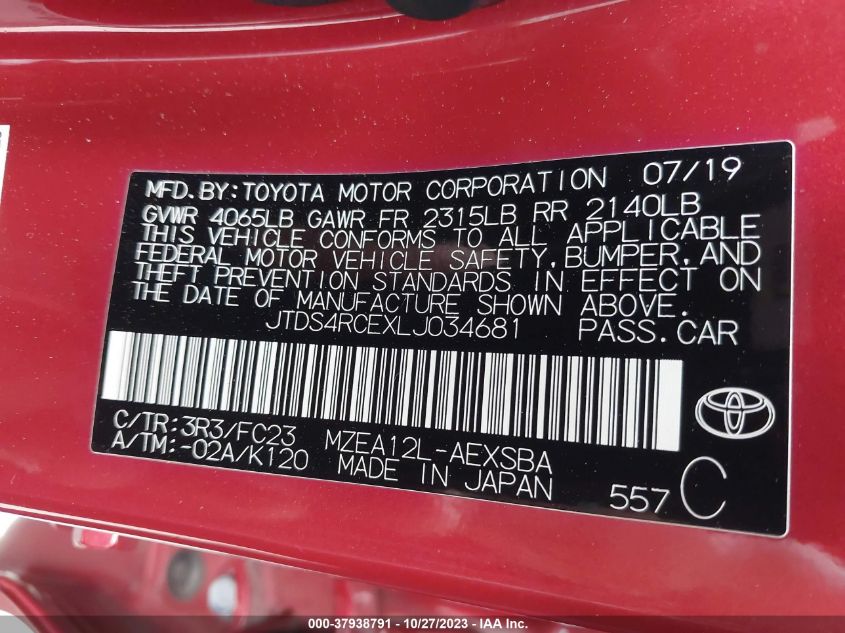 MFD.BY:TOYOTA MOTOR CORPORATION 07/19
GVWR 4065LB GAWR FR 2315LB RR 2140LB
THIS VEHICLE CONFORMS TO ALL APPLICABLE
FEDERAL MOTOR VEHICLE SAFETY, BUMPER, AND
THEFT PREVENTION STANDARDS IN EFFECT ON
THE DATE OF MANUFACTURE SHOWN ABOVE.
JTDS4RCEXLJ034681 PASS.CAR
C/TR:3R3/FC23 MZEA12L-AEXSBA
A/TM:-02A/K120 MADE IN JAPAN
557 C
000-37938791 - 10/27/2023 - IAA Inc.